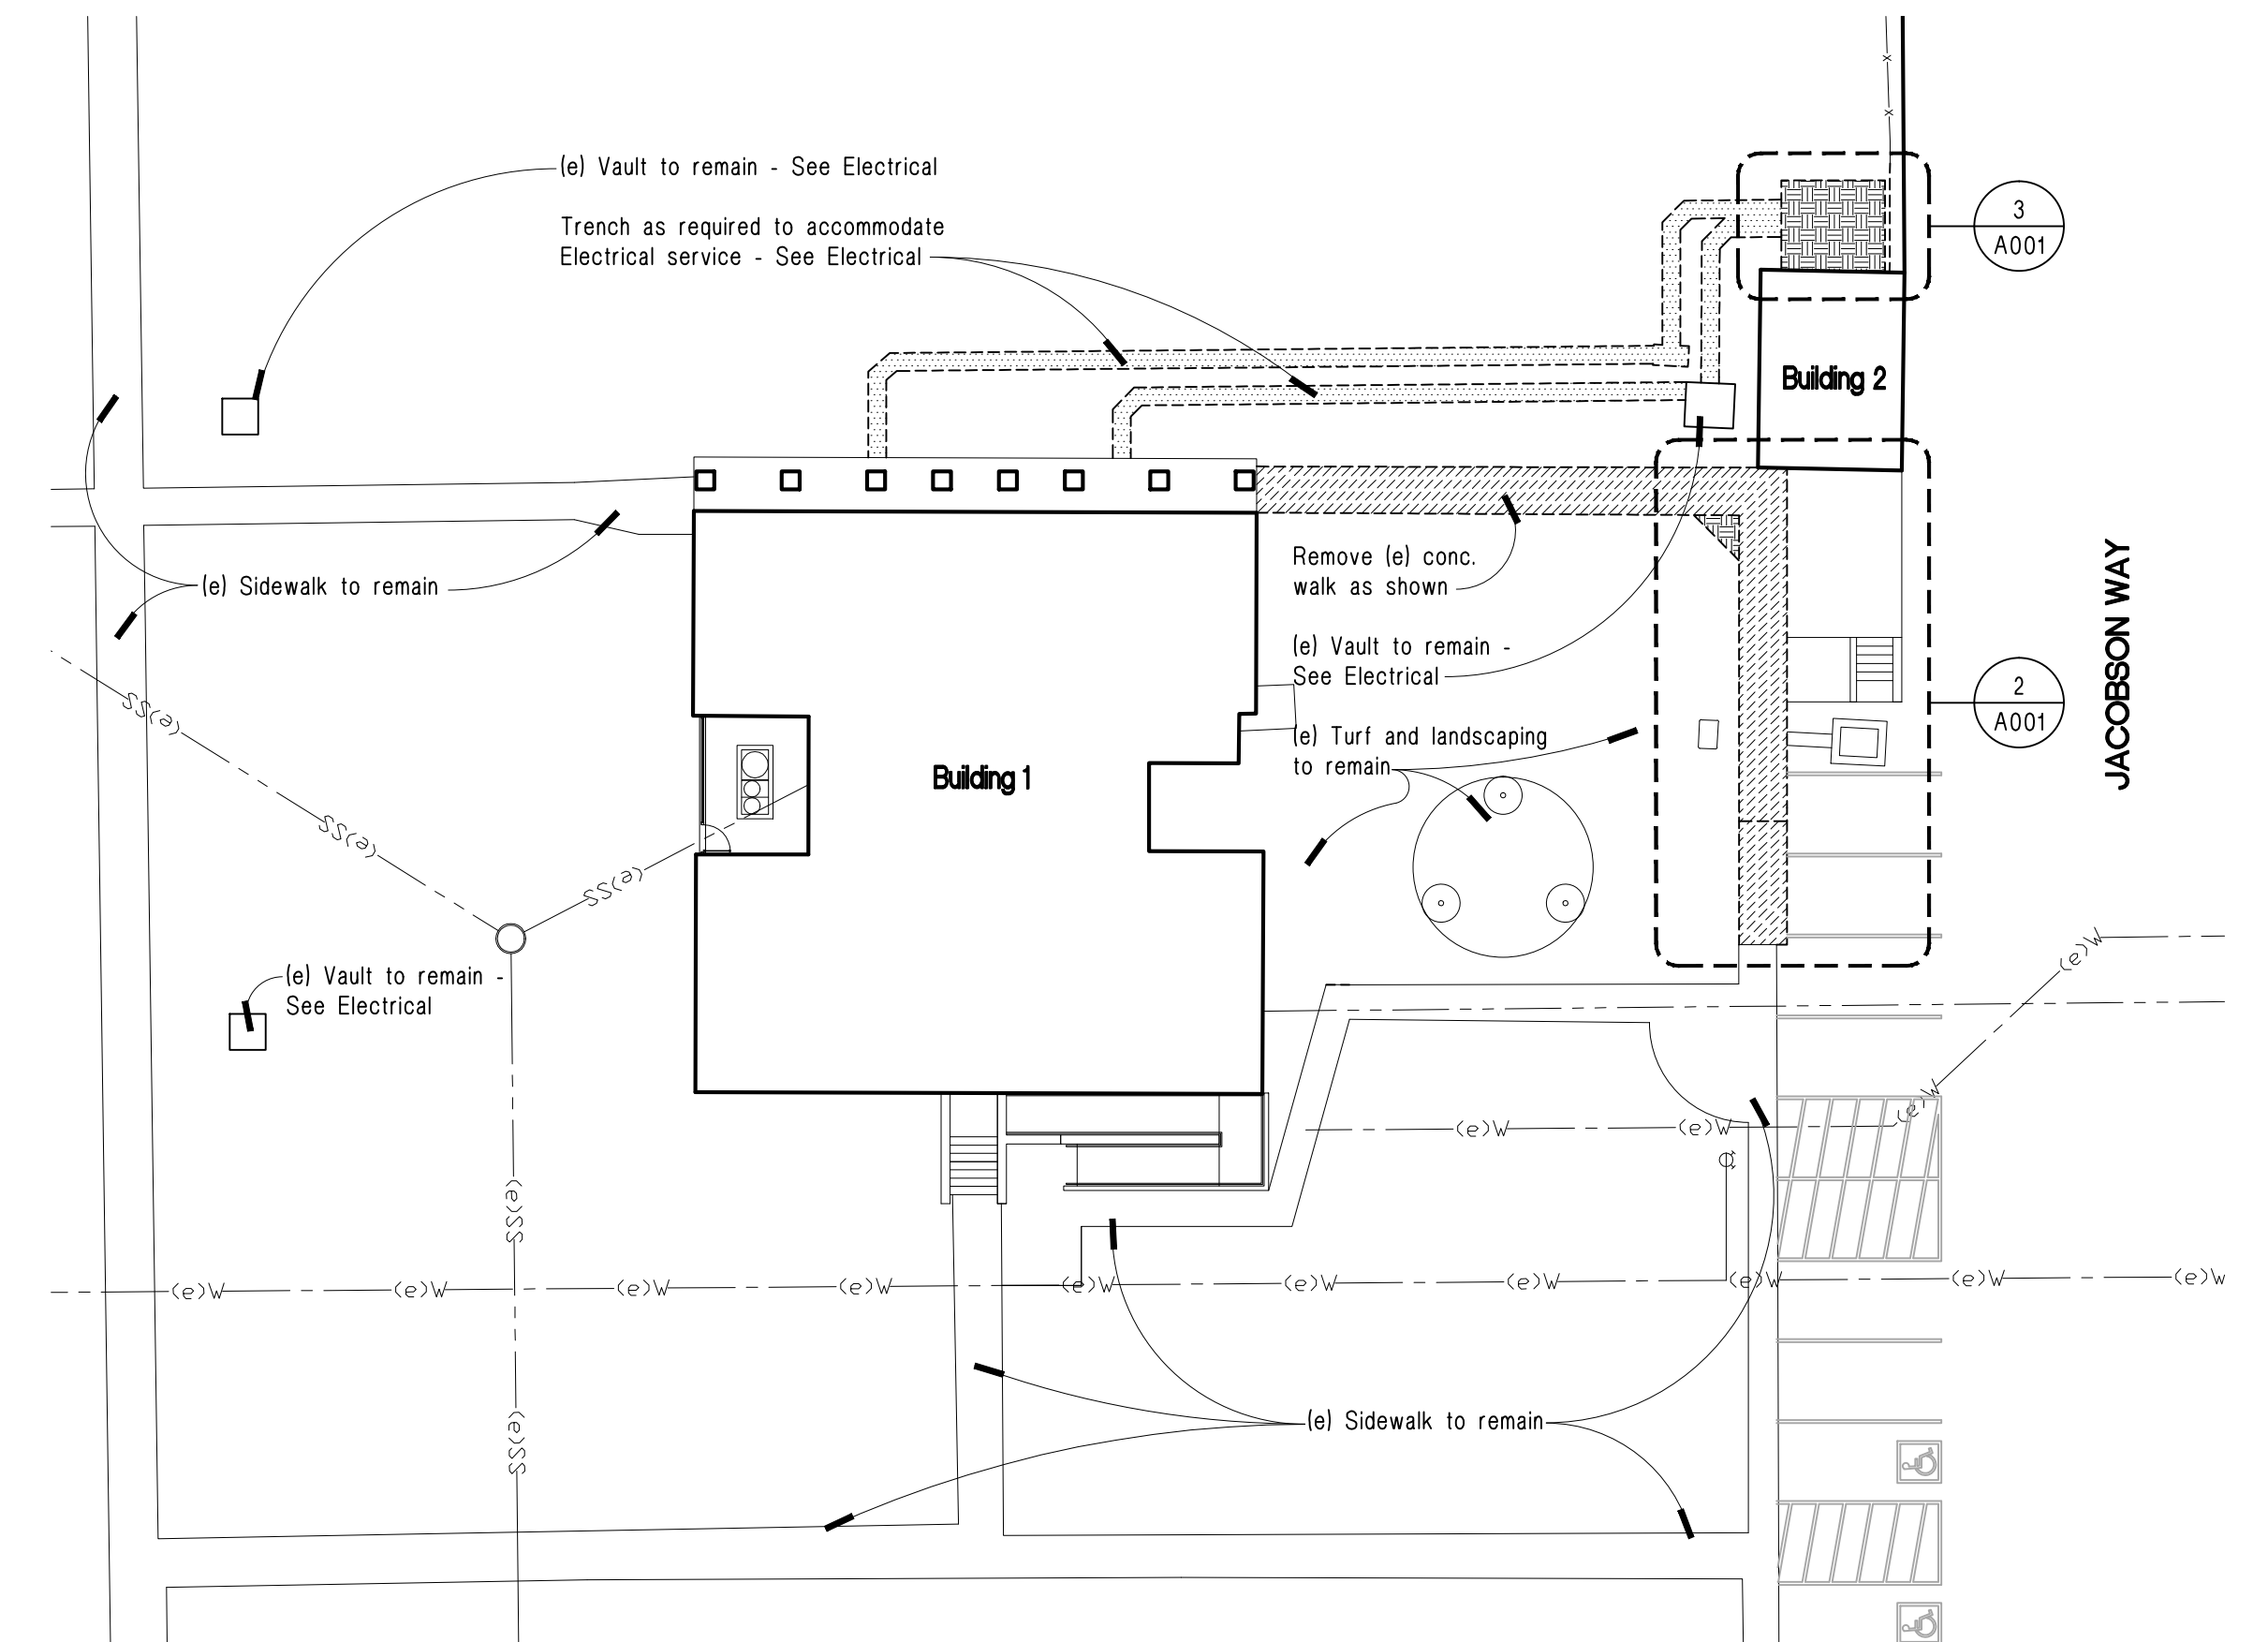 (e) Vault to remain - See Electrical
Trench as required to accommodate
Electrical service - See Electrical
3
A001
Building 2
(e) Sidewalk to remain
Remove (e) conc.
walk as shown
(e) Vault to remain -
See Electrical
2
A001
JACOBSON WAY
(e) Turf and landscaping
to remain
Building 1
(e)SS
(e)SS
(e)SS
(e) Vault to remain -
See Electrical
(e)W
(e)W
(e)W
(e)W
(e)SS
(e)W
(e)W
(e)W
(e)W
(e)W
(e)W
(e)W
(e)W
(e)W
(e)W
(e) Sidewalk to remain
(e)SS
x
x